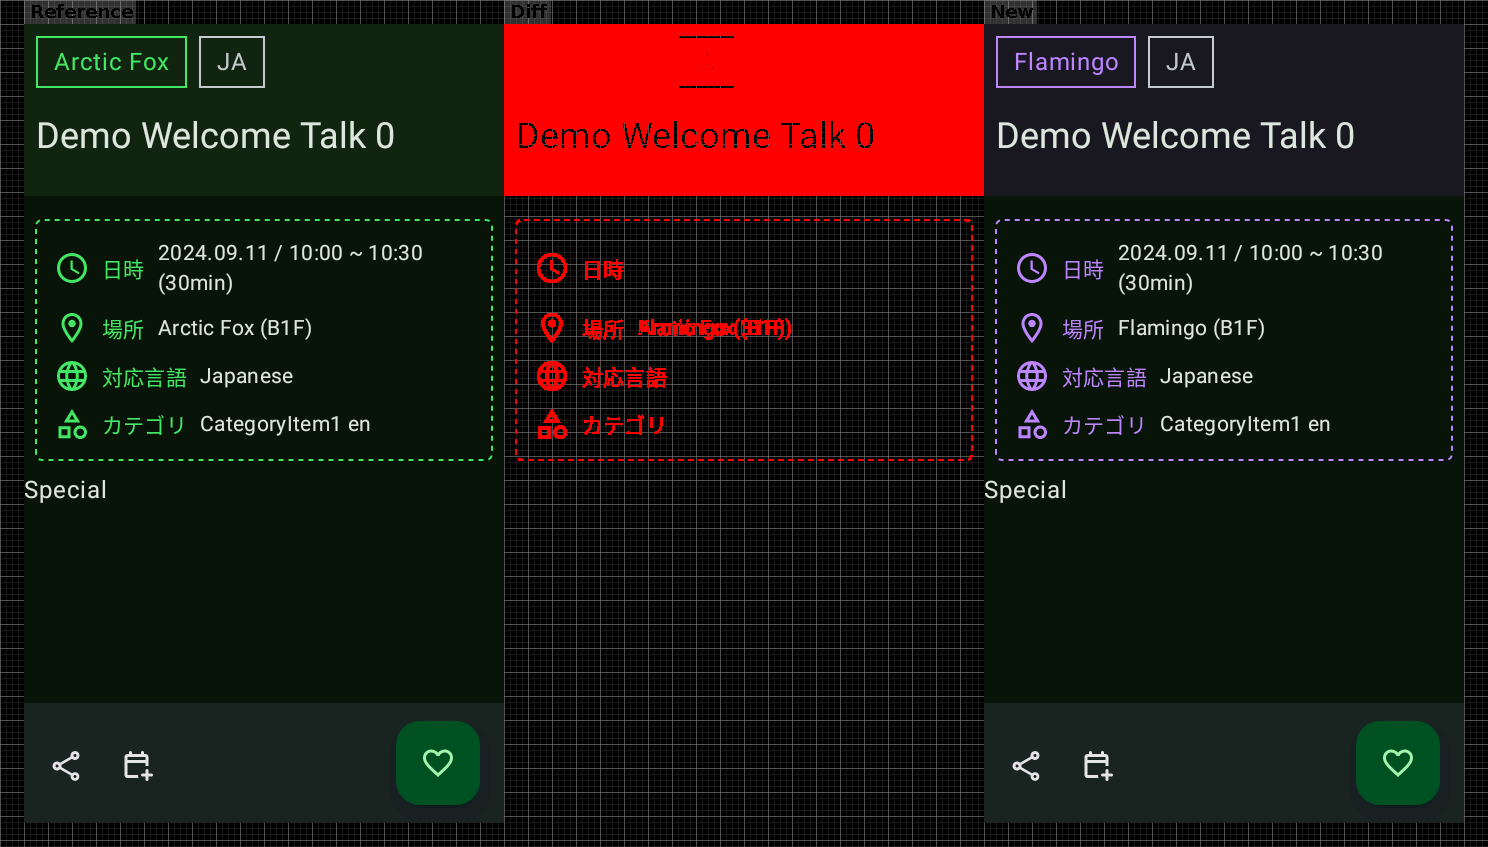 Reference
Arctic Fox
JA
Demo Welcome Talk 0
日時
2024.09.11 / 10:00 ~ 10:30
(30min)
場所 Arctic Fox (B1F)
対応言語 Japanese
カテゴリ CategoryItem1 en
Special
Diff
Demo Welcome Talk 0
日時
場所
対応言語
カテゴリ
New
Flamingo
JA
Demo Welcome Talk 0
日時
2024.09.11 / 10:00 ~ 10:30
(30min)
場所 Flamingo (B1F)
対応言語 Japanese
カテゴリ CategoryItem1 en
Special